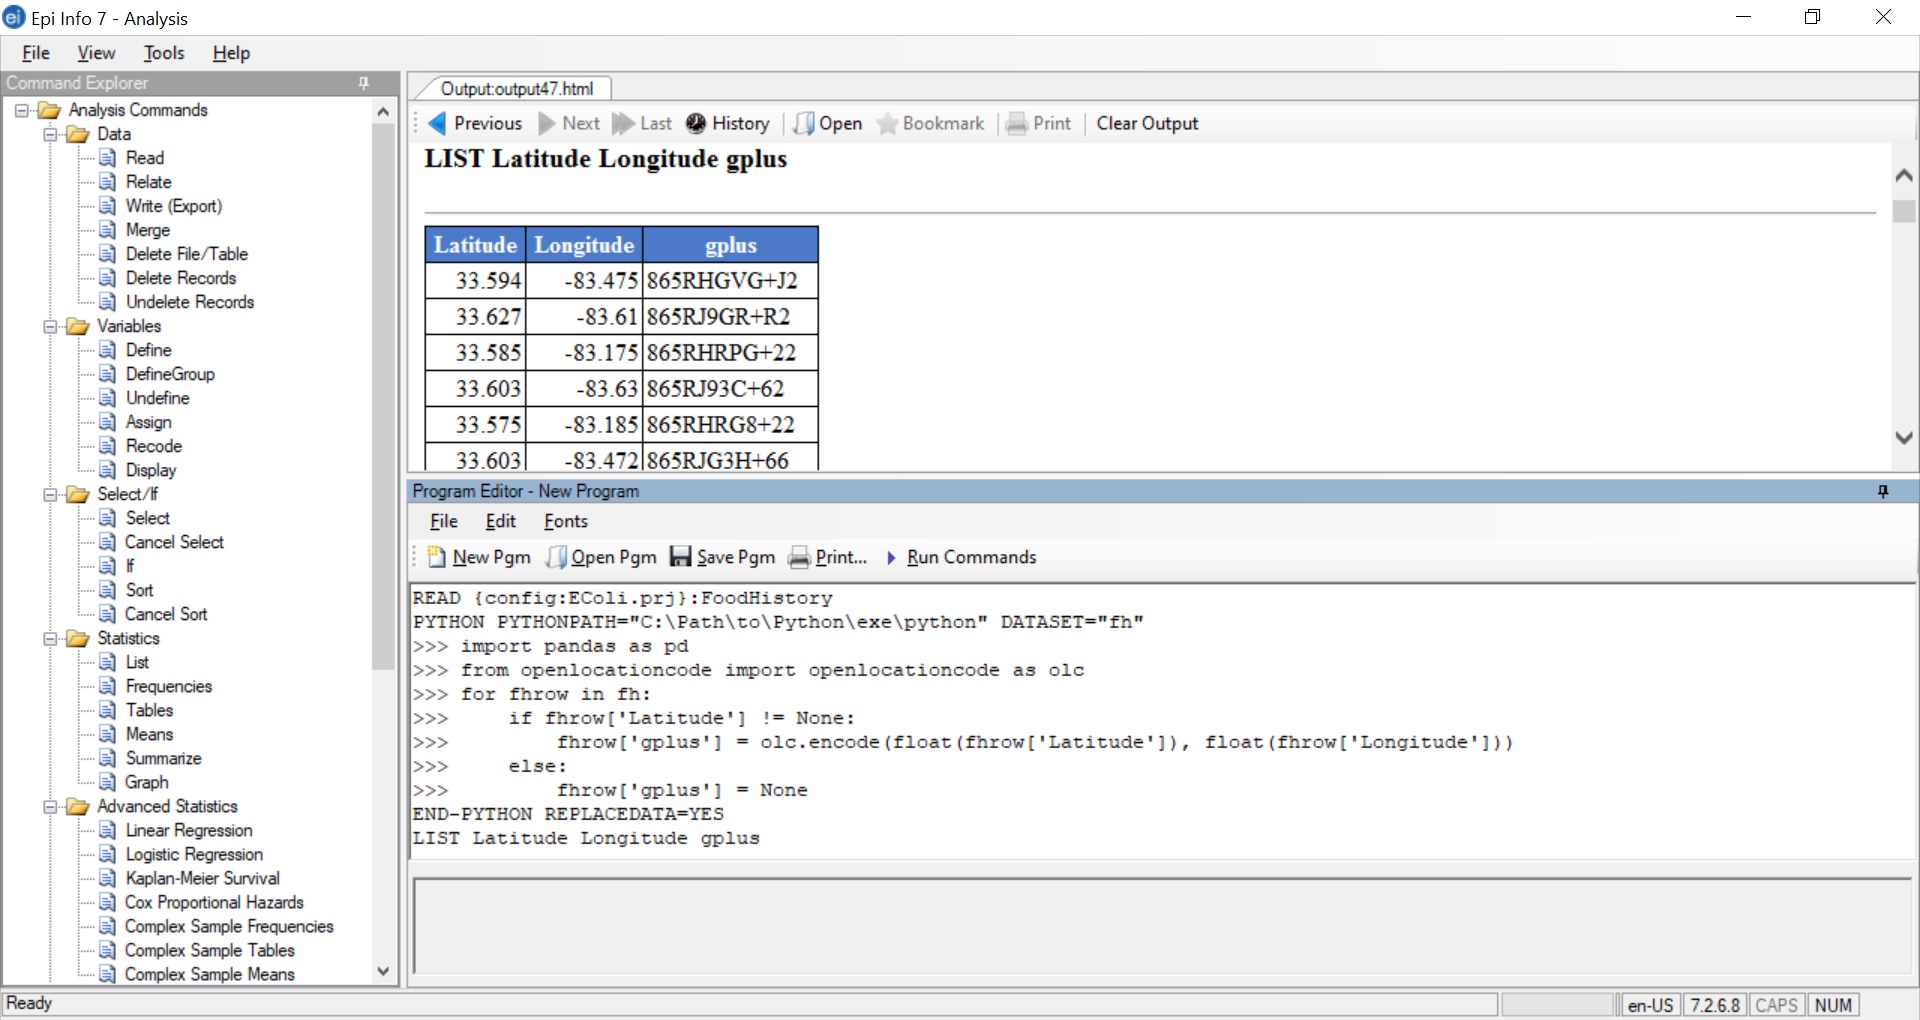 ei Epi Info 7 - Analysis
File View Tools Help
Command Explorer
Analysis Commands
Data
Read
Relate
Write (Export)
Merge
Delete File/Table
Delete Records
Undelete Records
Variables
Define
DefineGroup
Undefine
Assign
Recode
Display
Select/If
Select
Cancel Select
If
Sort
Cancel Sort
Statistics
List
Frequencies
Tables
Means
Summarize
Graph
Advanced Statistics
Linear Regression
Logistic Regression
Kaplan-Meier Survival
Cox Proportional Hazards
Complex Sample Frequencies
Complex Sample Tables
Complex Sample Means
Output:output47.html
Previous Next Last History Open Bookmark Print Clear Output
LIST Latitude Longitude gplus
Latitude Longitude gplus
33.594 -83.475 865RHGVG+J2
33.627 -83.61 865RJ9GR+R2
33.585 -83.175 865RHRPG+22
33.603 -83.63 865RJ93C+62
33.575 -83.185 865RHRG8+22
33.603 -83.472 865RJG3H+66
Program Editor - New Program
File Edit Fonts
New Pgm Open Pgm Save Pgm Print... Run Commands
READ {config:EColi.prj}:FoodHistory
PYTHON PYTHONPATH="C:\Path\to\Python\exe\python" DATASET="fh"
>>> import pandas as pd
>>> from openlocationcode import openlocationcode as olc
>>> for fhrow in fh:
>>>     if fhrow['Latitude'] != None:
>>>         fhrow['gplus'] = olc.encode(float(fhrow['Latitude']), float(fhrow['Longitude']))
>>>     else:
>>>         fhrow['gplus'] = None
END-PYTHON REPLACEDATA=YES
LIST Latitude Longitude gplus
Ready en-US 7.2.6.8 CAPS NUM